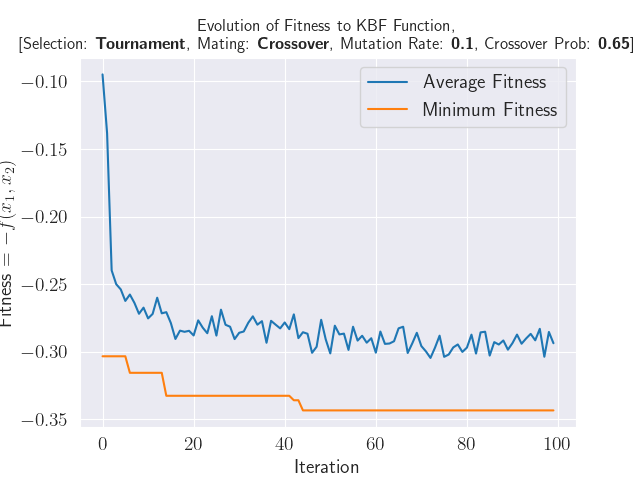 Evolution of Fitness to KBF Function,
[Selection: Tournament, Mating: Crossover, Mutation Rate: 0.1, Crossover Prob: 0.65]
Average Fitness
Minimum Fitness
Fitness = −f(x₁, x₂)
−0.10
−0.15
−0.20
−0.25
−0.30
−0.35
0 20 40 60 80 100
Iteration